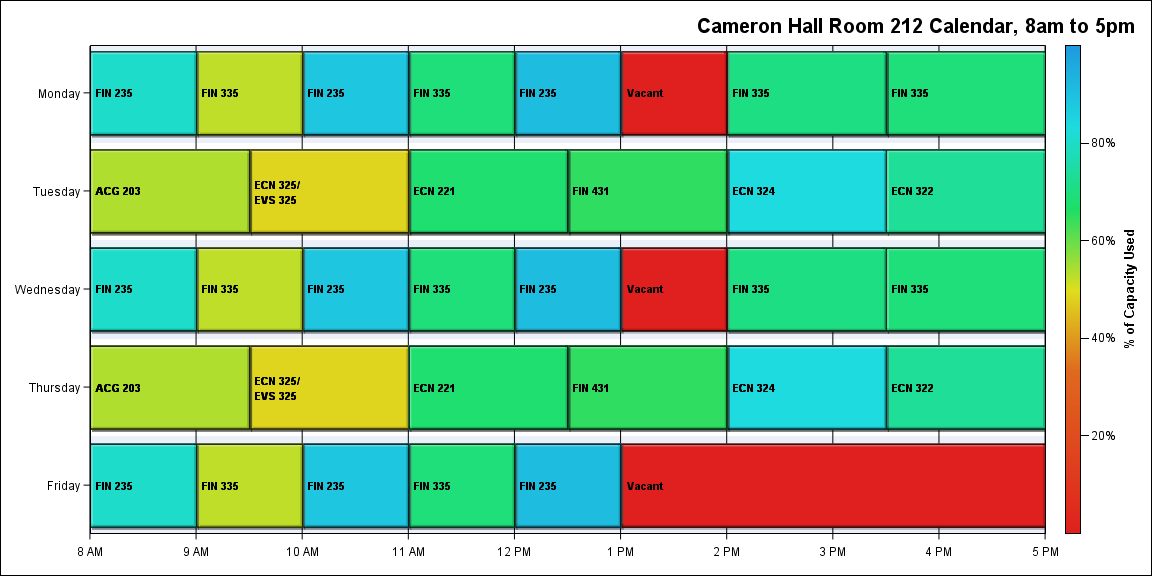 Cameron Hall Room 212 Calendar, 8am to 5pm
Monday
FIN 235
FIN 335
FIN 235
FIN 335
FIN 235
Vacant
FIN 335
FIN 335
Tuesday
ACG 203
ECN 325/
EVS 325
ECN 221
FIN 431
ECN 324
ECN 322
Wednesday
FIN 235
FIN 335
FIN 235
FIN 335
FIN 235
Vacant
FIN 335
FIN 335
Thursday
ACG 203
ECN 325/
EVS 325
ECN 221
FIN 431
ECN 324
ECN 322
Friday
FIN 235
FIN 335
FIN 235
FIN 335
FIN 235
Vacant
8 AM
9 AM
10 AM
11 AM
12 PM
1 PM
2 PM
3 PM
4 PM
5 PM
80%
60%
40%
20%
% of Capacity Used